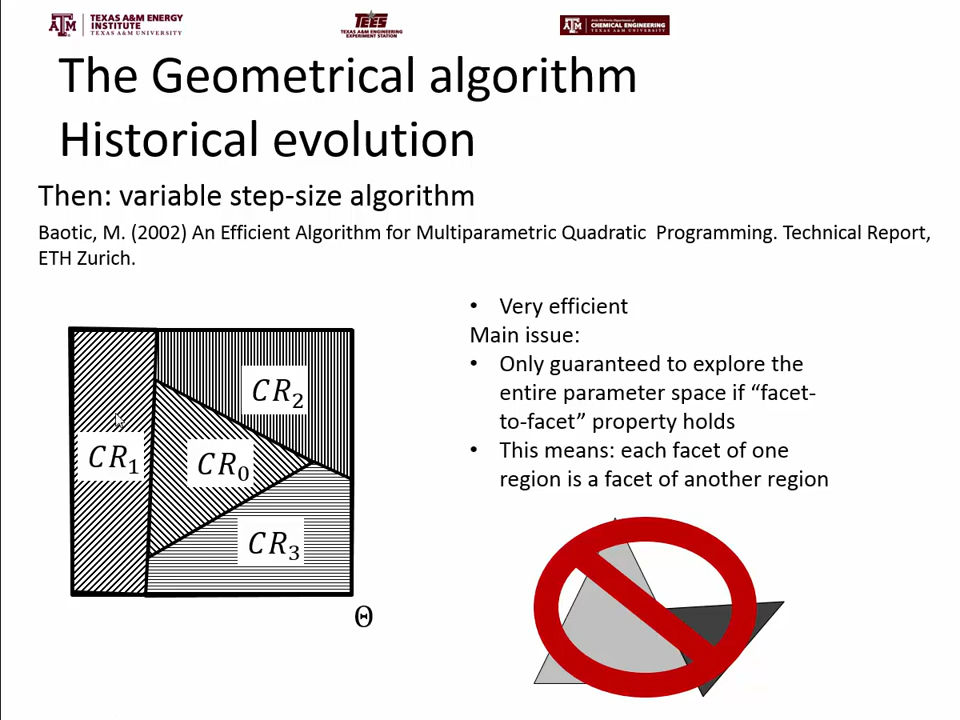 TEXAS A&M ENERGY
INSTITUTE
TEXAS A&M UNIVERSITY
TEES
TEXAS A&M ENGINEERING
EXPERIMENT STATION
CHEMICAL ENGINEERING
TEXAS A&M UNIVERSITY
The Geometrical algorithm
Historical evolution
Then: variable step-size algorithm
Baotic, M. (2002) An Efficient Algorithm for Multiparametric Quadratic Programming. Technical Report,
ETH Zurich.
• Very efficient
Main issue:
• Only guaranteed to explore the
entire parameter space if “facet-
to-facet” property holds
• This means: each facet of one
region is a facet of another region
CR₂
CR₁
CR₀
CR₃
Θ